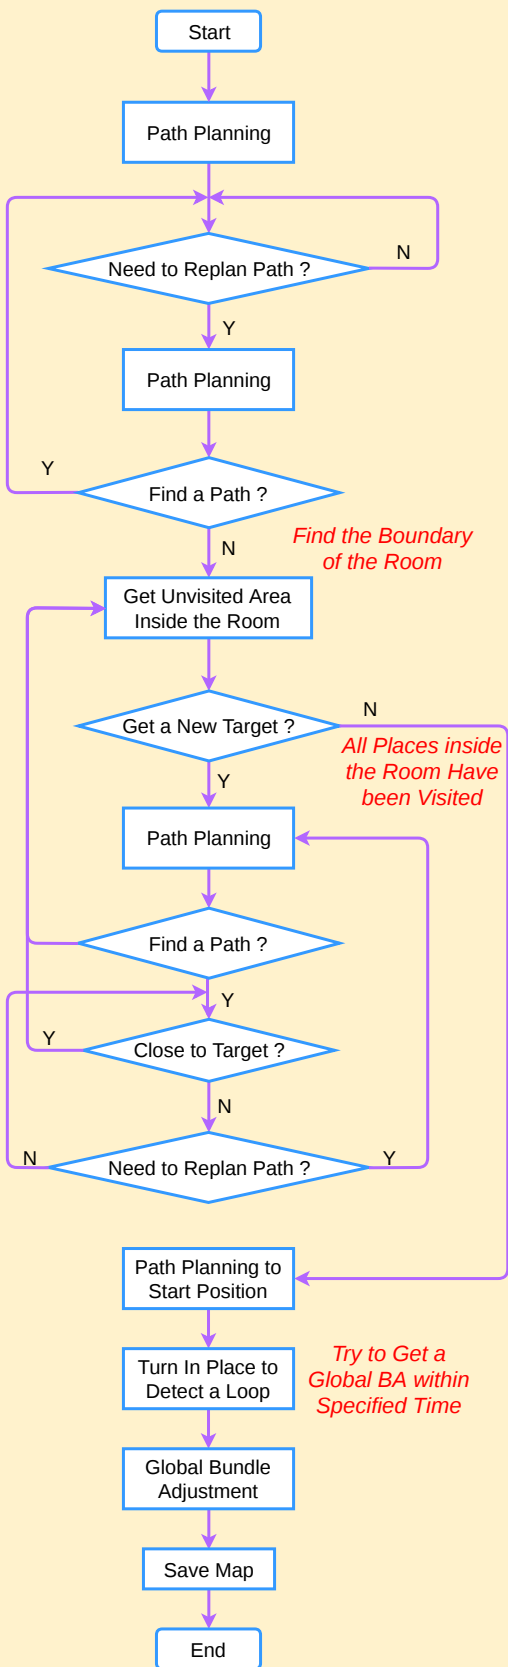 Start
Path Planning
N
Need to Replan Path ?
Y
Path Planning
Y
Find a Path ?
N
Find the Boundary
of the Room
Get Unvisited Area
Inside the Room
N
Get a New Target ?
All Places inside
the Room Have
been Visited
Y
Path Planning
Find a Path ?
Y
Y
Close to Target ?
N
N
Need to Replan Path ?
Y
Path Planning to
Start Position
Turn In Place to
Detect a Loop
Try to Get a
Global BA within
Specified Time
Global Bundle
Adjustment
Save Map
End